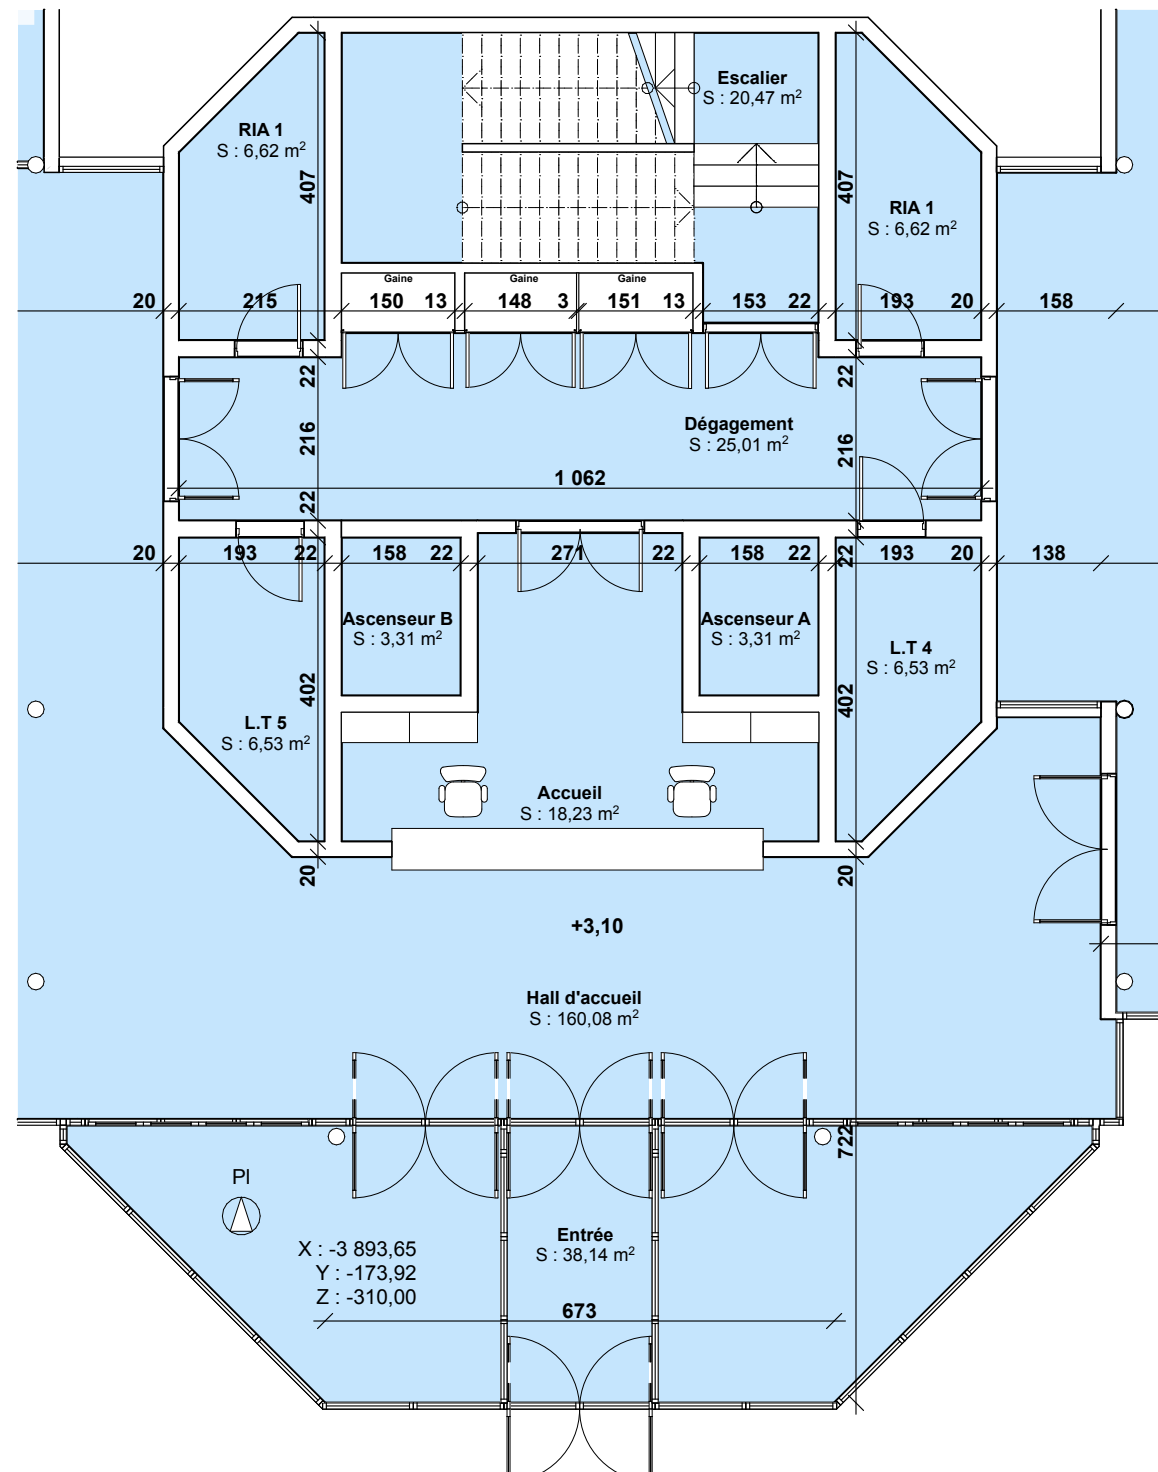 Escalier
S : 20,47 m²
RIA 1
S : 6,62 m²
407
407
RIA 1
S : 6,62 m²
Gaine
Gaine
Gaine
20
215
150
13
148
3
151
13
153
22
193
20
158
22
22
Dégagement
S : 25,01 m²
216
216
1 062
22
20
193
22
158
22
271
22
158
22
22
193
20
138
Ascenseur B
S : 3,31 m²
Ascenseur A
S : 3,31 m²
L.T 4
S : 6,53 m²
402
402
L.T 5
S : 6,53 m²
Accueil
S : 18,23 m²
20
20
+3,10
Hall d'accueil
S : 160,08 m²
722
PI
Entrée
S : 38,14 m²
X : -3 893,65
Y : -173,92
Z : -310,00
673